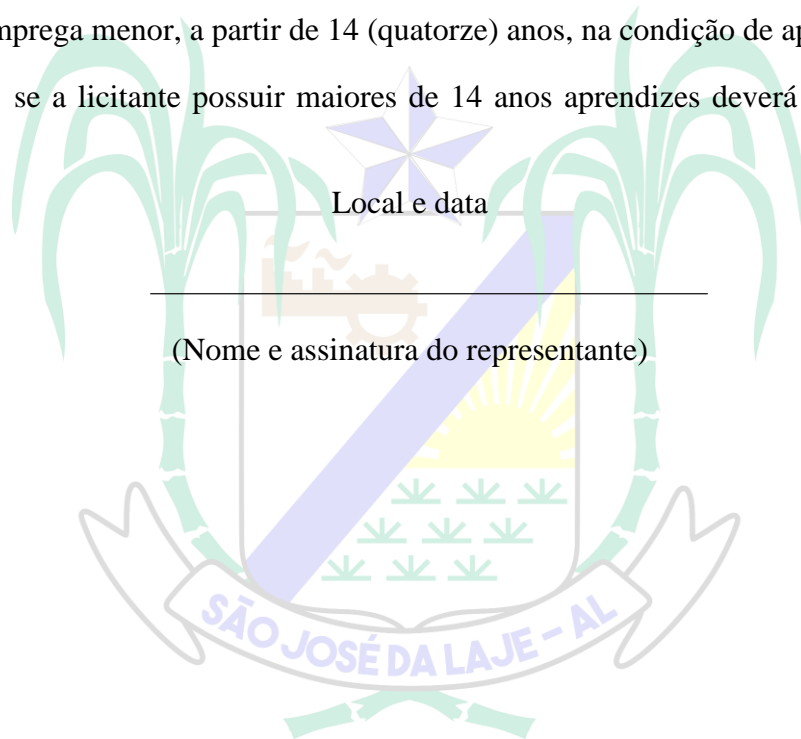 mprega menor, a partir de 14 (quatorze) anos, na condição de ap
se a licitante possuir maiores de 14 anos aprendizes deverá
Local e data
(Nome e assinatura do representante)
SÃO JOSÉ DA LAJE - AL